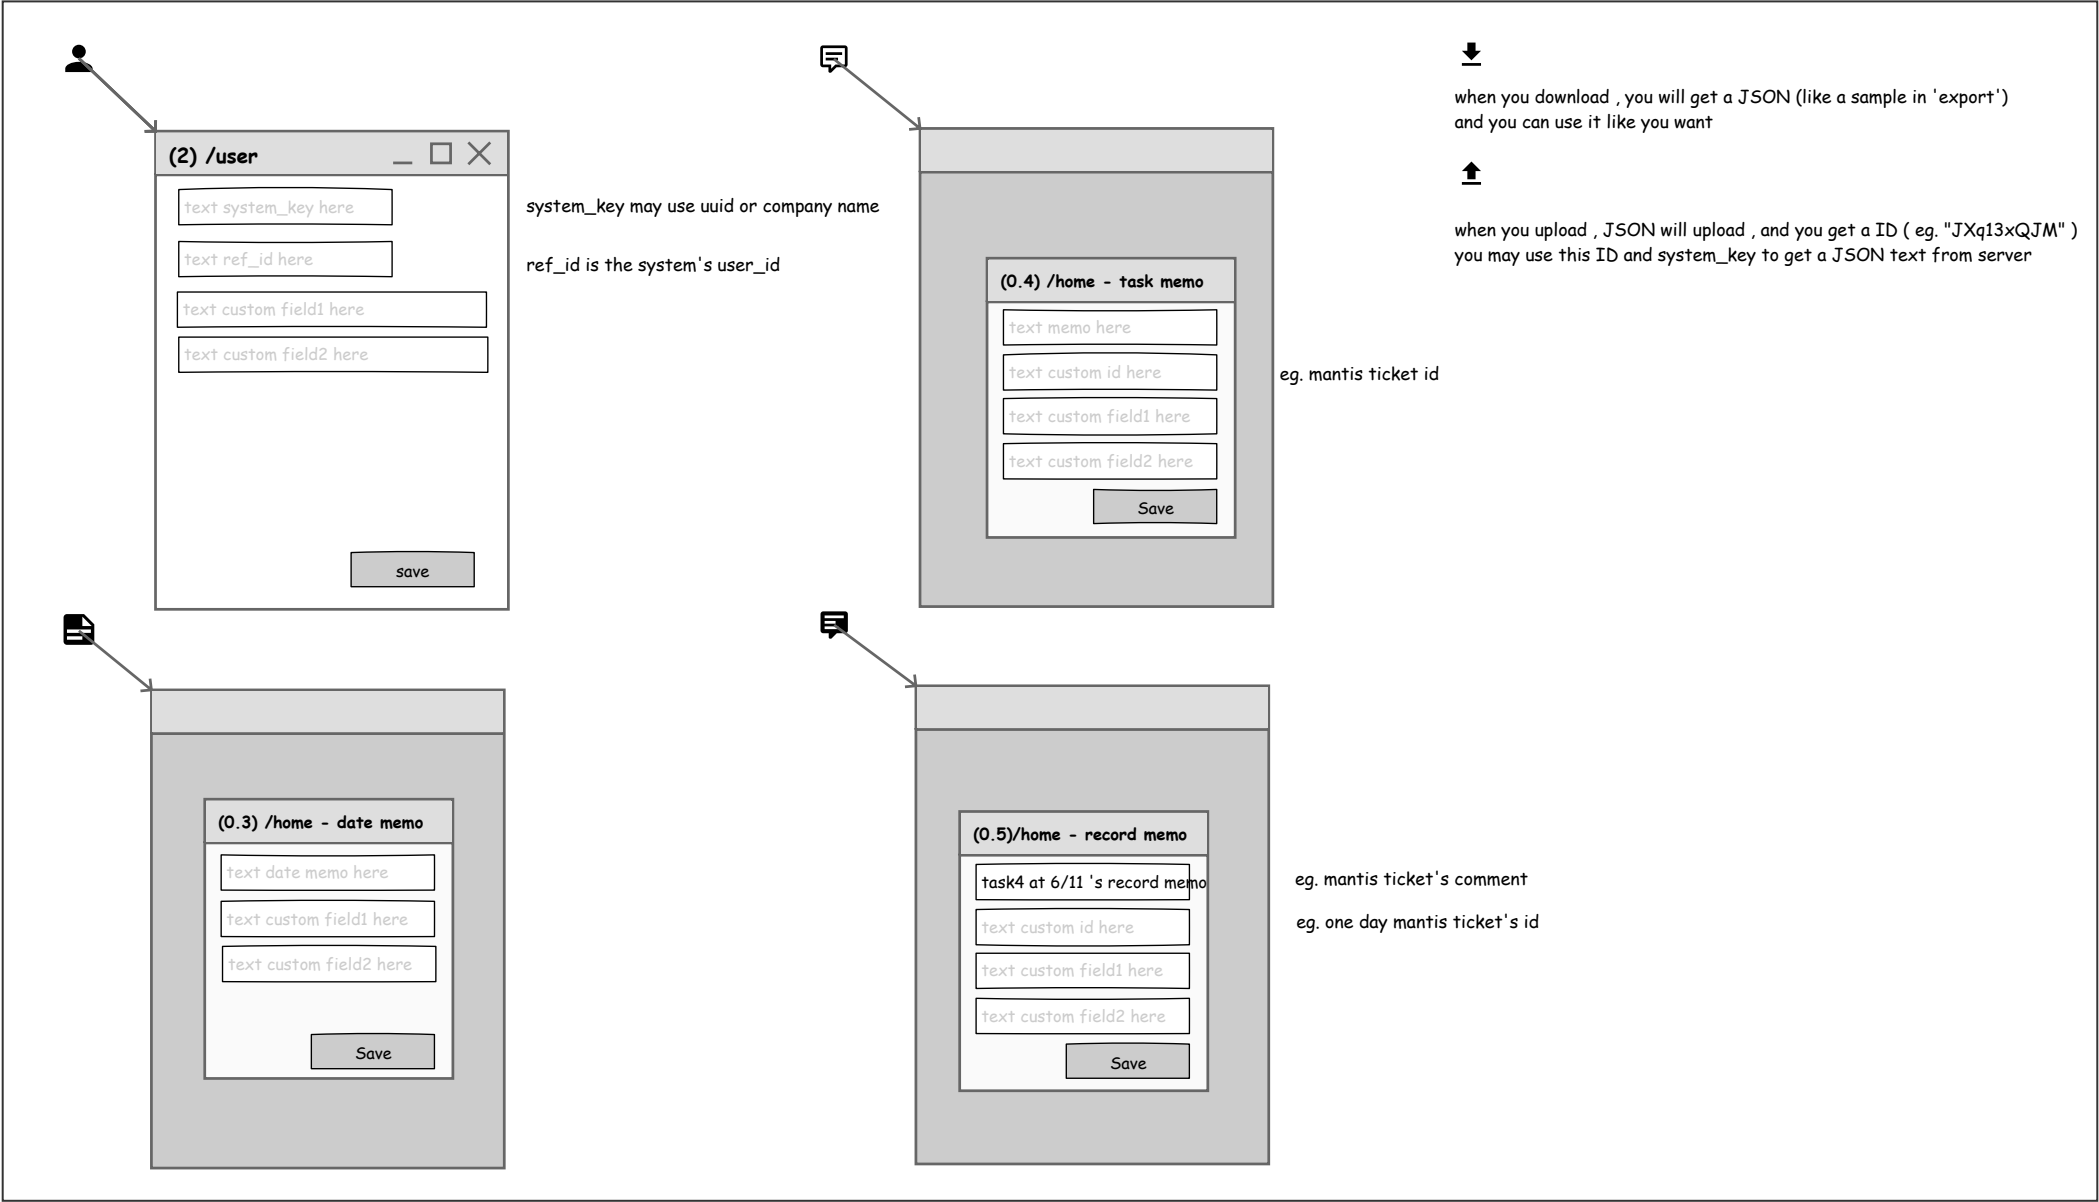 (2) /user
text system_key here
system_key may use uuid or company name
text ref_id here
ref_id is the system's user_id
text custom field1 here
text custom field2 here
save
(0.4) /home - task memo
text memo here
text custom id here
eg. mantis ticket id
text custom field1 here
text custom field2 here
Save
when you download , you will get a JSON (like a sample in 'export')
and you can use it like you want
when you upload , JSON will upload , and you get a ID ( eg. "JXq13xQJM" )
you may use this ID and system_key to get a JSON text from server
(0.3) /home - date memo
text date memo here
text custom field1 here
text custom field2 here
Save
(0.5)/home - record memo
task4 at 6/11 's record memo
eg. mantis ticket's comment
text custom id here
eg. one day mantis ticket's id
text custom field1 here
text custom field2 here
Save